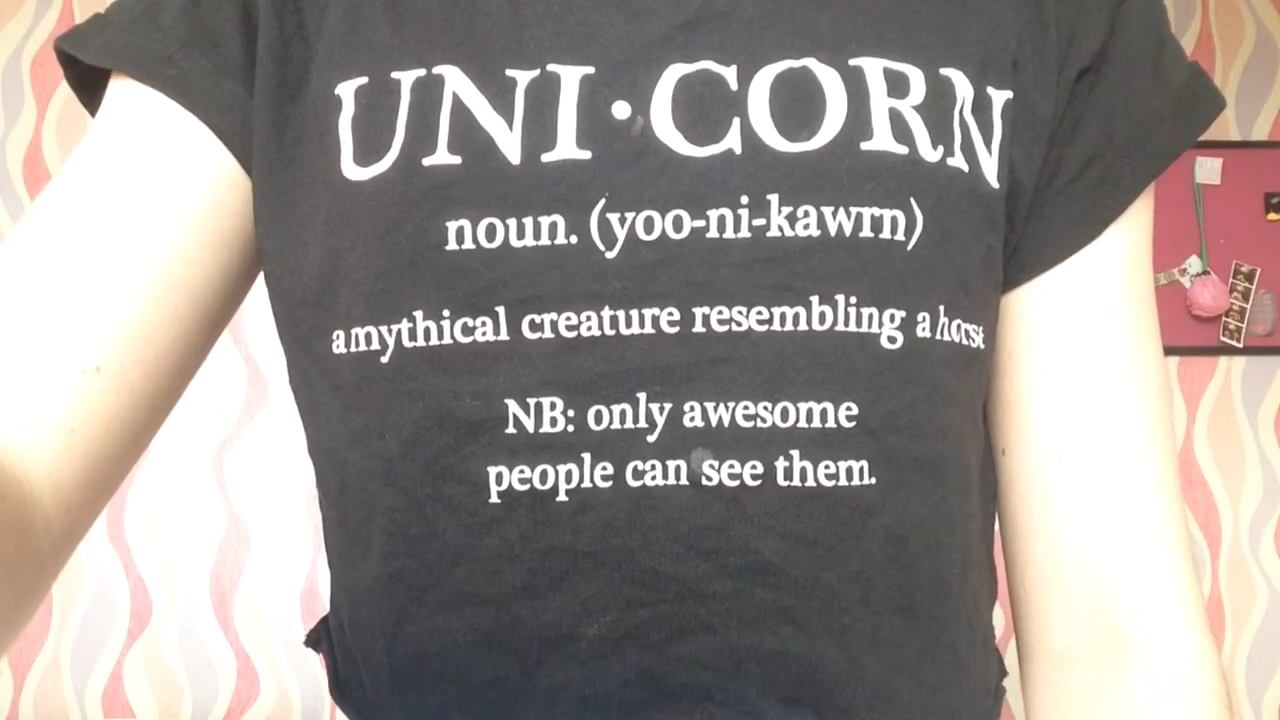 UNI·CORN
noun. (yoo-ni-kawrn)
a mythical creature resembling a horse
NB: only awesome
people can see them.